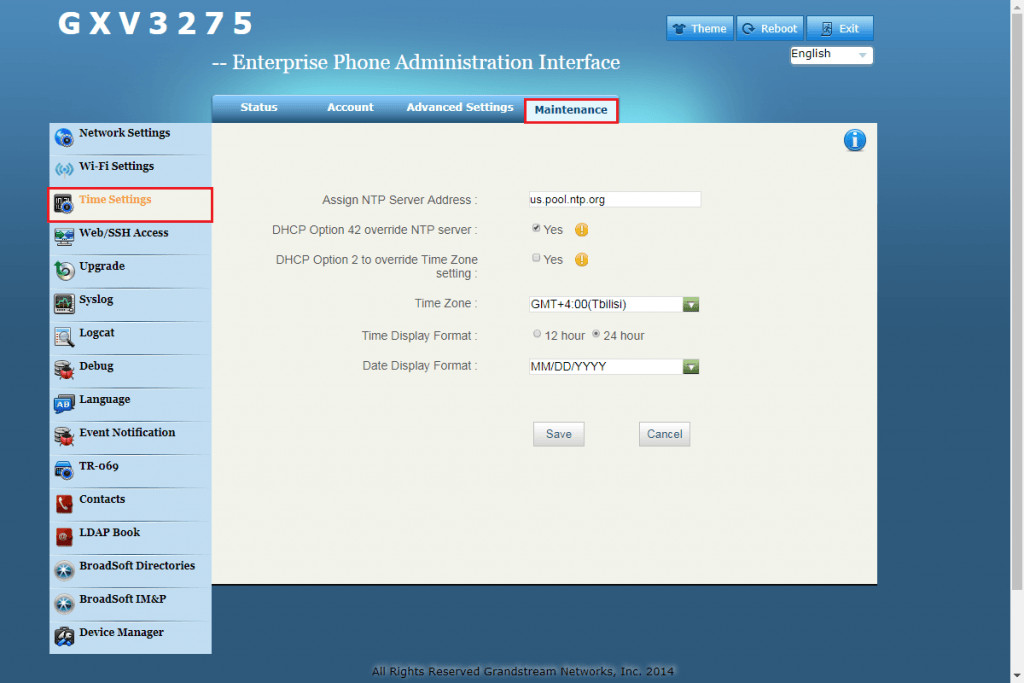 GXV3275
Theme
Reboot
Exit
English
-- Enterprise Phone Administration Interface
Status
Account
Advanced Settings
Maintenance
Network Settings
Wi-Fi Settings
Time Settings
Web/SSH Access
Upgrade
Syslog
Logcat
Debug
Language
Event Notification
TR-069
Contacts
LDAP Book
BroadSoft Directories
BroadSoft IM&P
Device Manager
Assign NTP Server Address : us.pool.ntp.org
DHCP Option 42 override NTP server : Yes
DHCP Option 2 to override Time Zone
setting : Yes
Time Zone : GMT+4:00(Tbilisi)
Time Display Format : 12 hour 24 hour
Date Display Format : MM/DD/YYYY
Save
Cancel
All Rights Reserved Grandstream Networks, Inc. 2014